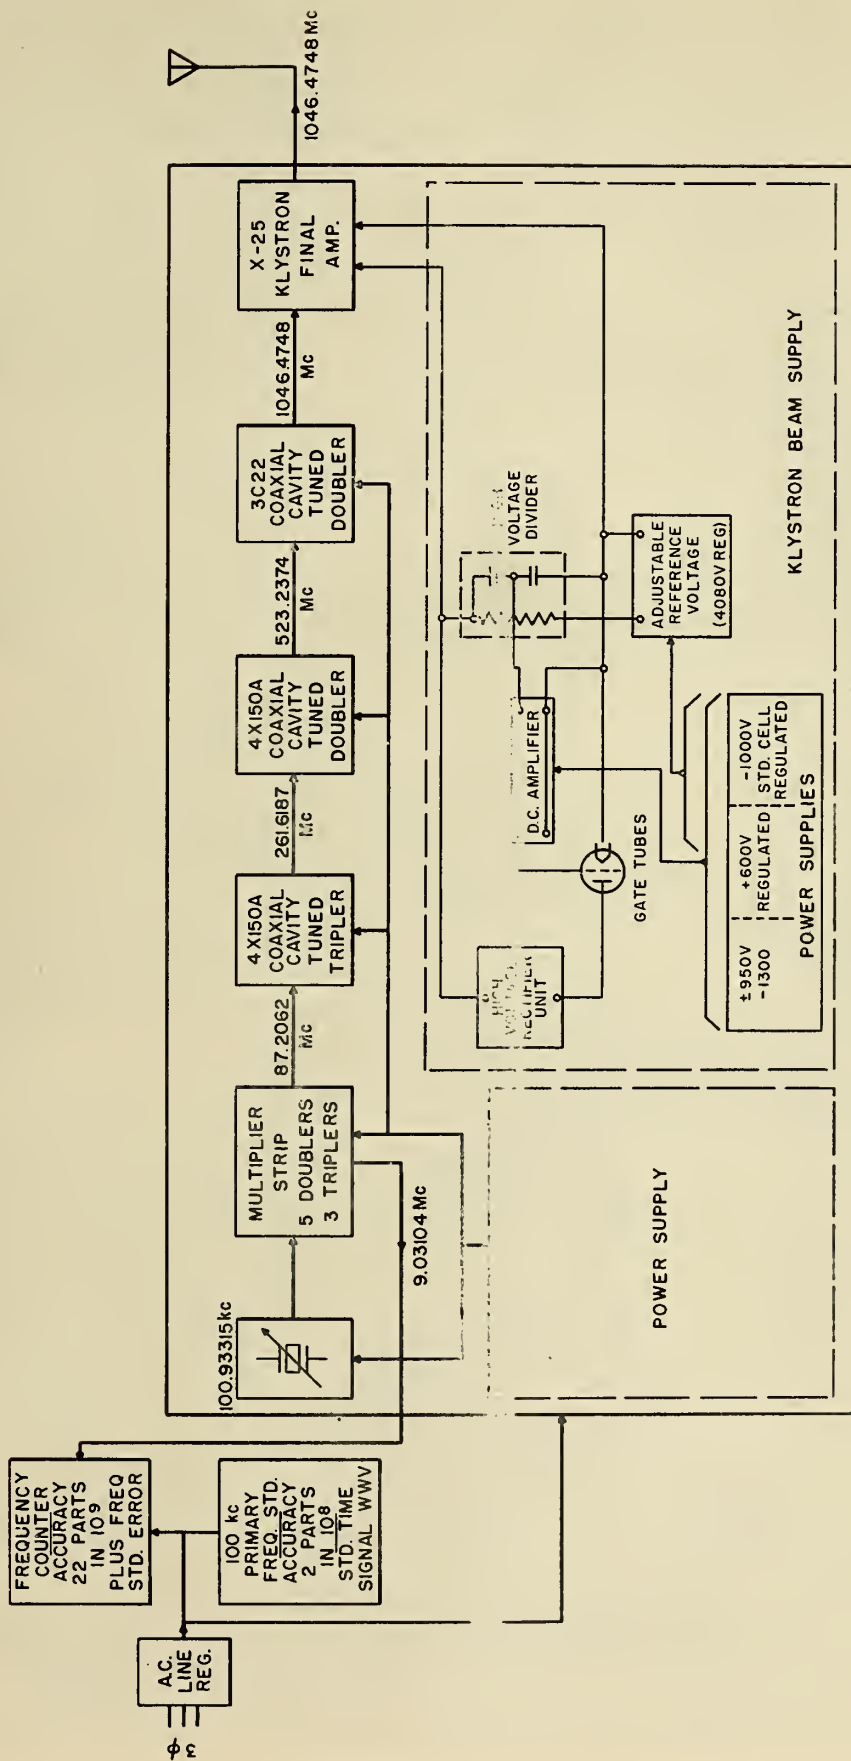 3 φ
A.C.
LINE
REG.
FREQUENCY
COUNTER
ACCURACY
22 PARTS
IN 10⁹
PLUS FREQ
STD. ERROR
100 kc
PRIMARY
FREQ. STD.
ACCURACY
2 PARTS
IN 10⁸
STD. TIME
SIGNAL WWV
100.93315 kc
MULTIPLIER
STRIP
5 DOUBLERS
3 TRIPLERS
9.03104 Mc
87.2062
Mc
4X150A
COAXIAL
CAVITY
TUNED
TRIPLER
261.6187
Mc
4X150A
COAXIAL
CAVITY
TUNED
DOUBLER
523.2374
Mc
3C22
COAXIAL
CAVITY
TUNED
DOUBLER
1046.4748
Mc
X-25
KLYSTRON
FINAL
AMP.
1046.4748 Mc
POWER SUPPLY
HIGH
VOLTAGE
RECTIFIER
UNIT
GATE TUBES
D.C. AMPLIFIER
VOLTAGE
DIVIDER
ADJUSTABLE
REFERENCE
VOLTAGE
(4080V REG)
±950V
-1300
+600V
REGULATED
-1000V
STD. CELL
REGULATED
POWER SUPPLIES
KLYSTRON BEAM SUPPLY